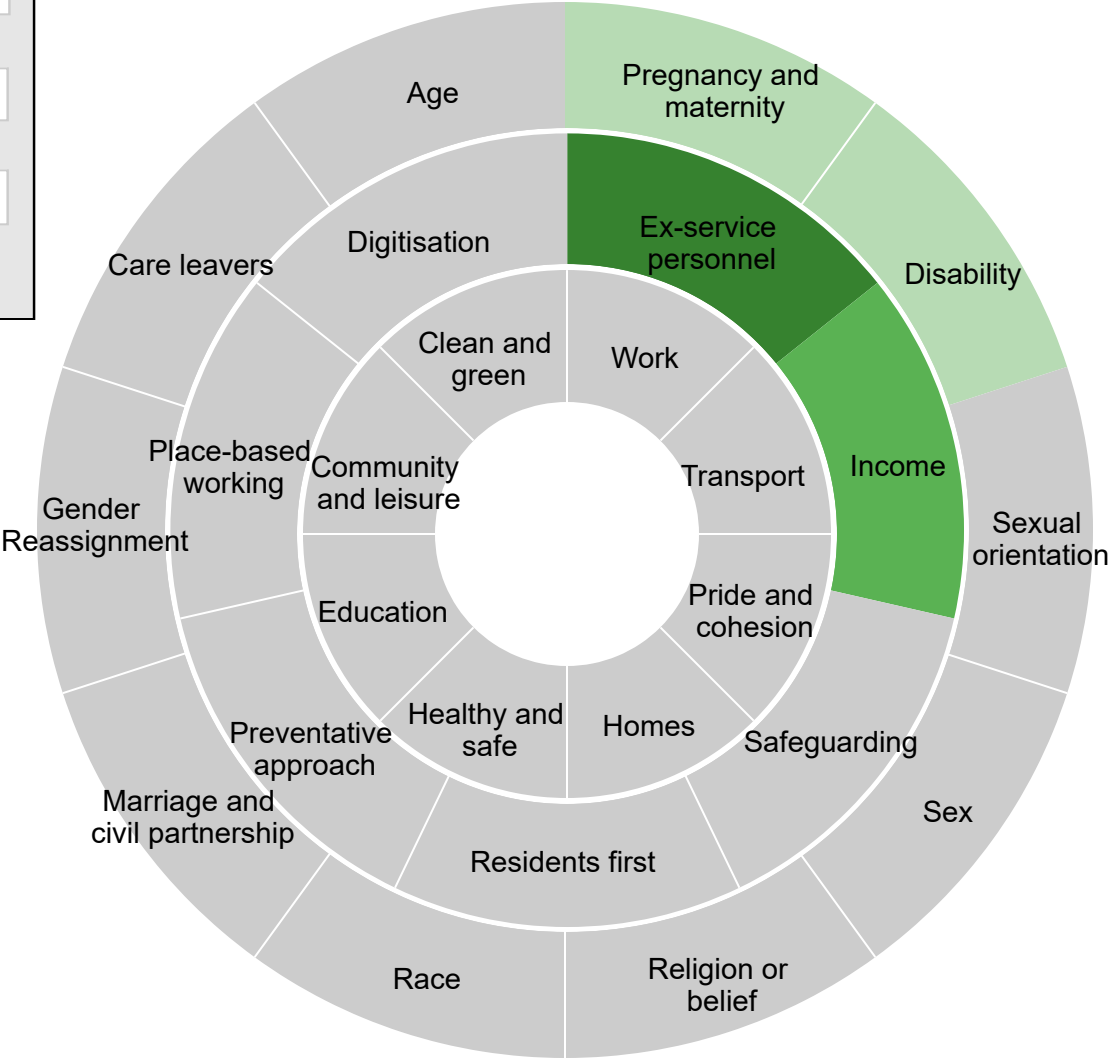 Pregnancy and
maternity
Age
Ex-service
personnel
Digitisation
Care leavers
Disability
Clean and
green
Work
Place-based
working
Community
and leisure
Transport
Income
Gender
Reassignment
Sexual
orientation
Education
Pride and
cohesion
Healthy and
safe
Homes
Safeguarding
Preventative
approach
Marriage and
civil partnership
Sex
Residents first
Race
Religion or
belief